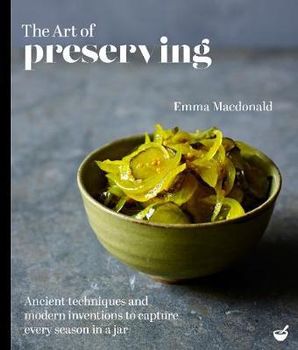 The Art of
preserving
Emma Macdonald
Ancient techniques and
modern inventions to capture
every season in a jar